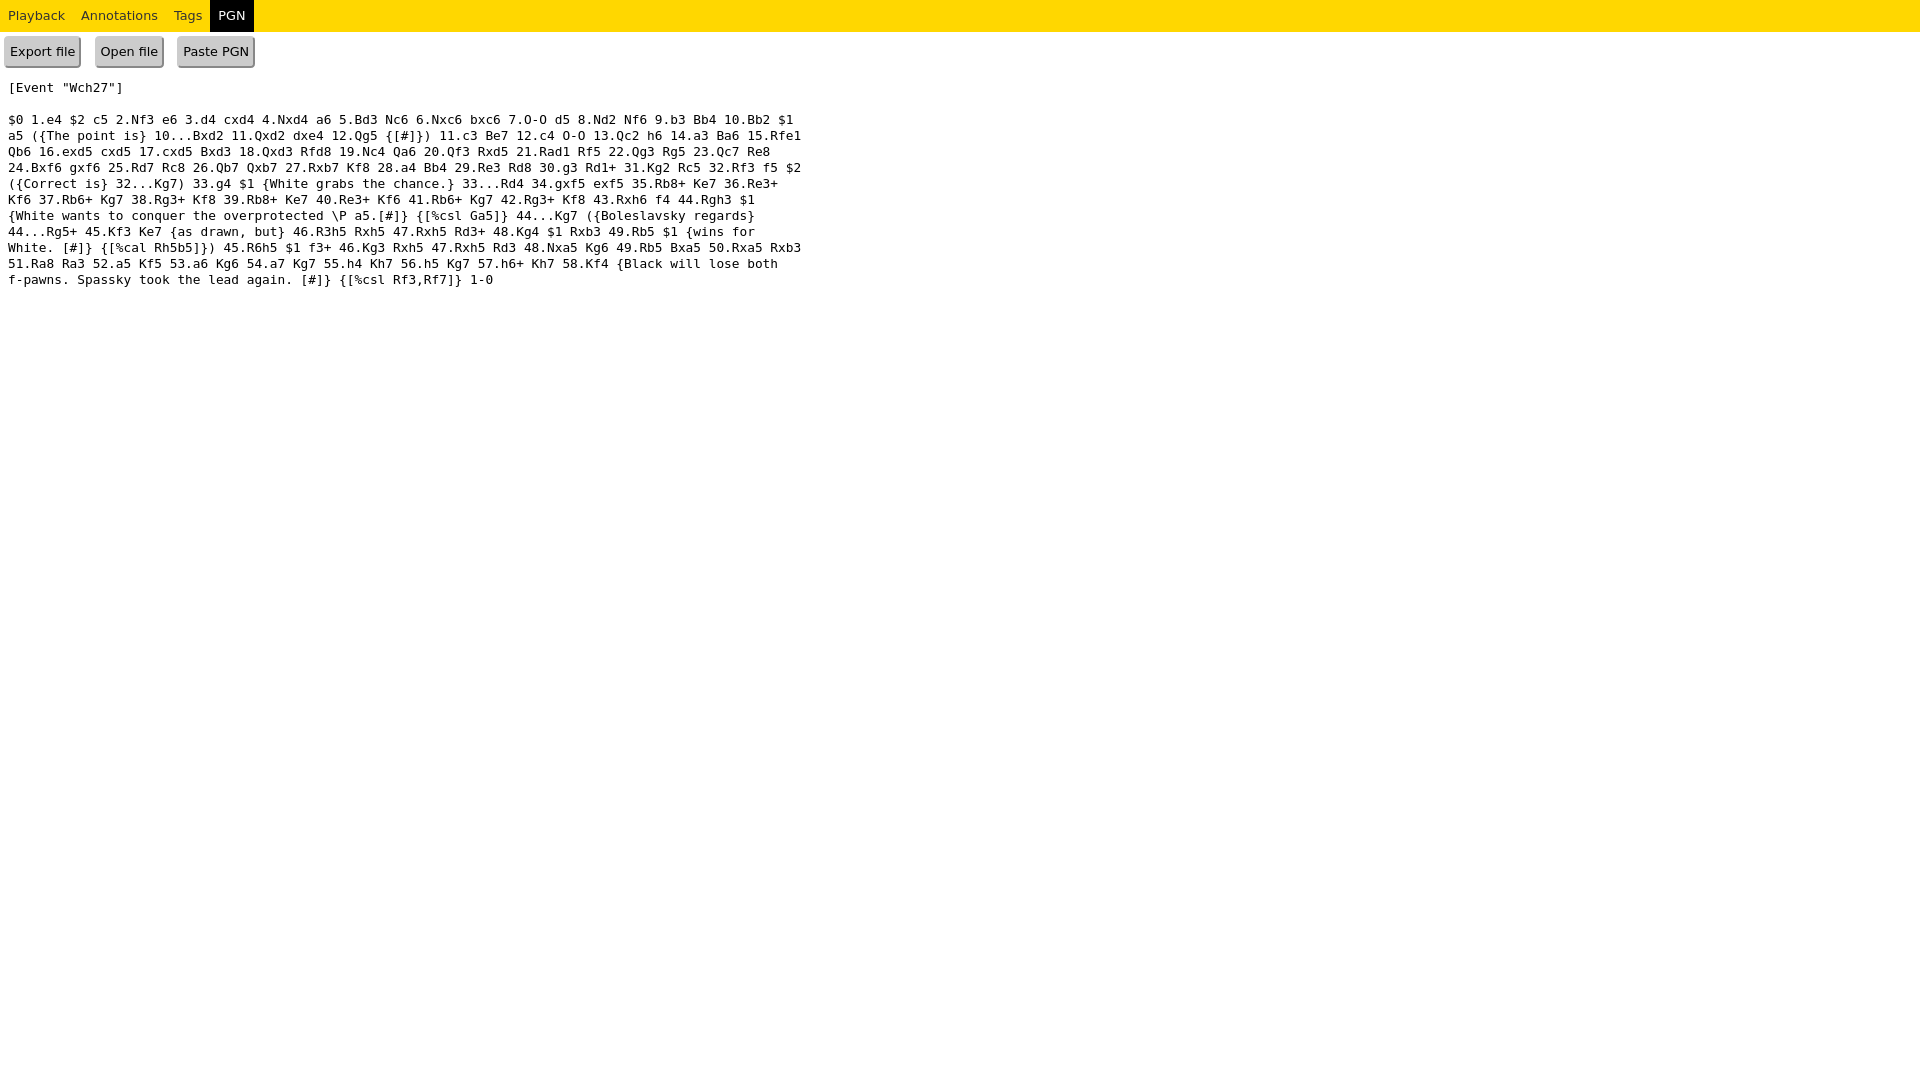 Playback Annotations Tags PGN
Export file Open file Paste PGN
[Event "Wch27"]
$0 1.e4 $2 c5 2.Nf3 e6 3.d4 cxd4 4.Nxd4 a6 5.Bd3 Nc6 6.Nxc6 bxc6 7.O-O d5 8.Nd2 Nf6 9.b3 Bb4 10.Bb2 $1
a5 ({The point is} 10...Bxd2 11.Qxd2 dxe4 12.Qg5 {[#]}) 11.c3 Be7 12.c4 O-O 13.Qc2 h6 14.a3 Ba6 15.Rfe1
Qb6 16.exd5 cxd5 17.cxd5 Bxd3 18.Qxd3 Rfd8 19.Nc4 Qa6 20.Qf3 Rxd5 21.Rad1 Rf5 22.Qg3 Rg5 23.Qc7 Re8
24.Bxf6 gxf6 25.Rd7 Rc8 26.Qb7 Qxb7 27.Rxb7 Kf8 28.a4 Bb4 29.Re3 Rd8 30.g3 Rd1+ 31.Kg2 Rc5 32.Rf3 f5 $2
({Correct is} 32...Kg7) 33.g4 $1 {White grabs the chance.} 33...Rd4 34.gxf5 exf5 35.Rb8+ Ke7 36.Re3+
Kf6 37.Rb6+ Kg7 38.Rg3+ Kf8 39.Rb8+ Ke7 40.Re3+ Kf6 41.Rb6+ Kg7 42.Rg3+ Kf8 43.Rxh6 f4 44.Rgh3 $1
{White wants to conquer the overprotected \P a5.[#]} {[%csl Ga5]} 44...Kg7 ({Boleslavsky regards}
44...Rg5+ 45.Kf3 Ke7 {as drawn, but} 46.R3h5 Rxh5 47.Rxh5 Rd3+ 48.Kg4 $1 Rxb3 49.Rb5 $1 {wins for
White. [#]} {[%cal Rh5b5]}) 45.R6h5 $1 f3+ 46.Kg3 Rxh5 47.Rxh5 Rd3 48.Nxa5 Kg6 49.Rb5 Bxa5 50.Rxa5 Rxb3
51.Ra8 Ra3 52.a5 Kf5 53.a6 Kg6 54.a7 Kg7 55.h4 Kh7 56.h5 Kg7 57.h6+ Kh7 58.Kf4 {Black will lose both
f-pawns. Spassky took the lead again. [#]} {[%csl Rf3,Rf7]} 1-0